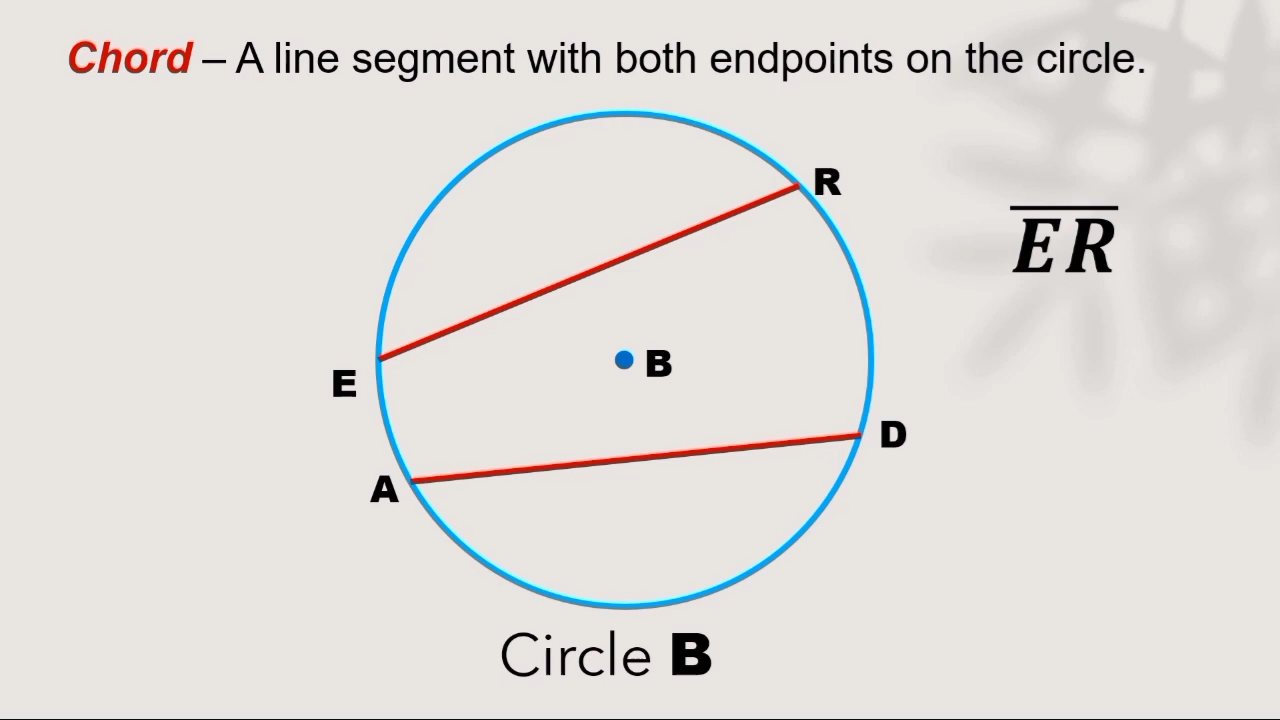 Chord – A line segment with both endpoints on the circle.
R
ER
E
B
D
A
Circle B